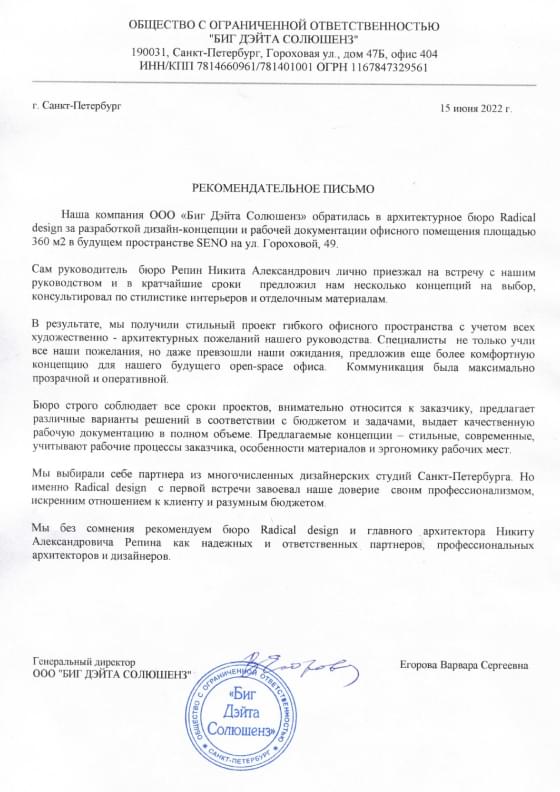 ОБЩЕСТВО С ОГРАНИЧЕННОЙ ОТВЕТСТВЕННОСТЬЮ
"БИГ ДЭЙТА СОЛЮШЕНЗ"
190031, Санкт-Петербург, Гороховая ул., дом 47Б, офис 404
ИНН/КПП 7814660961/781401001 ОГРН 1167847329561
г. Санкт-Петербург
15 июня 2022 г.
РЕКОМЕНДАТЕЛЬНОЕ ПИСЬМО
Наша компания ООО «Биг Дэйта Солюшенз» обратилась в архитектурное бюро Radical
design за разработкой дизайн-концепции и рабочей документации офисного помещения площадью
360 м2 в будущем пространстве SENO на ул. Гороховой, 49.
Сам руководитель бюро Репин Никита Александрович лично приезжал на встречу с нашим
руководством и в кратчайшие сроки предложил нам несколько концепций на выбор,
консультировал по стилистике интерьеров и отделочным материалам.
В результате, мы получили стильный проект гибкого офисного пространства с учетом всех
художественно - архитектурных пожеланий нашего руководства. Специалисты не только учли
все наши пожелания, но даже превзошли наши ожидания, предложив еще более комфортную
концепцию для нашего будущего open-space офиса. Коммуникация была максимально
прозрачной и оперативной.
Бюро строго соблюдает все сроки проектов, внимательно относится к заказчику, предлагает
различные варианты решений в соответствии с бюджетом и задачами, выдает качественную
рабочую документацию в полном объеме. Предлагаемые концепции – стильные, современные,
учитывают рабочие процессы заказчика, особенности материалов и эргономику рабочих мест.
Мы выбирали себе партнера из многочисленных дизайнерских студий Санкт-Петербурга. Но
именно Radical design с первой встречи завоевал наше доверие своим профессионализмом,
искренним отношением к клиенту и разумным бюджетом.
Мы без сомнения рекомендуем бюро Radical design и главного архитектора Никиту
Александровича Репина как надежных и ответственных партнеров, профессиональных
архитекторов и дизайнеров.
Генеральный директор
ООО "БИГ ДЭЙТА СОЛЮШЕНЗ"
Егорова Варвара Сергеевна
ОБЩЕСТВО С ОГРАНИЧЕННОЙ ОТВЕТСТВЕННОСТЬЮ
«Биг
Дэйта
Солюшенз»
САНКТ-ПЕТЕРБУРГ